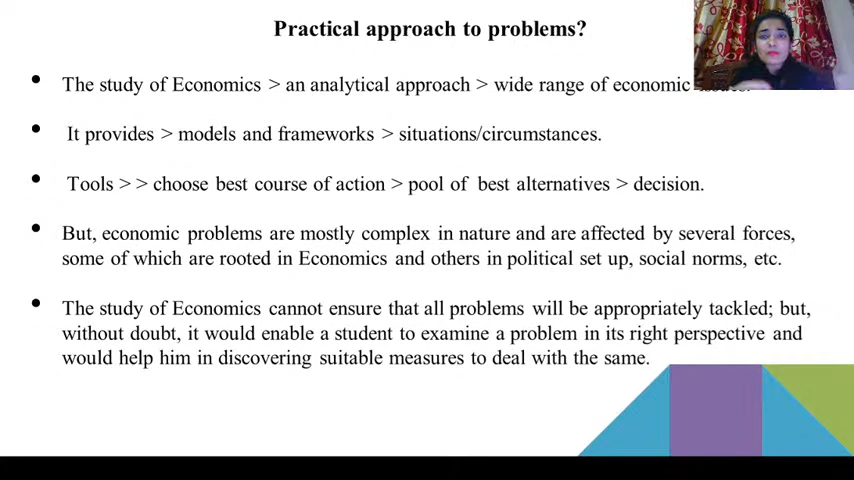 Practical approach to problems?
• The study of Economics > an analytical approach > wide range of economic issues.
• It provides > models and frameworks > situations/circumstances.
• Tools > > choose best course of action > pool of best alternatives > decision.
• But, economic problems are mostly complex in nature and are affected by several forces,
some of which are rooted in Economics and others in political set up, social norms, etc.
• The study of Economics cannot ensure that all problems will be appropriately tackled; but,
without doubt, it would enable a student to examine a problem in its right perspective and
would help him in discovering suitable measures to deal with the same.